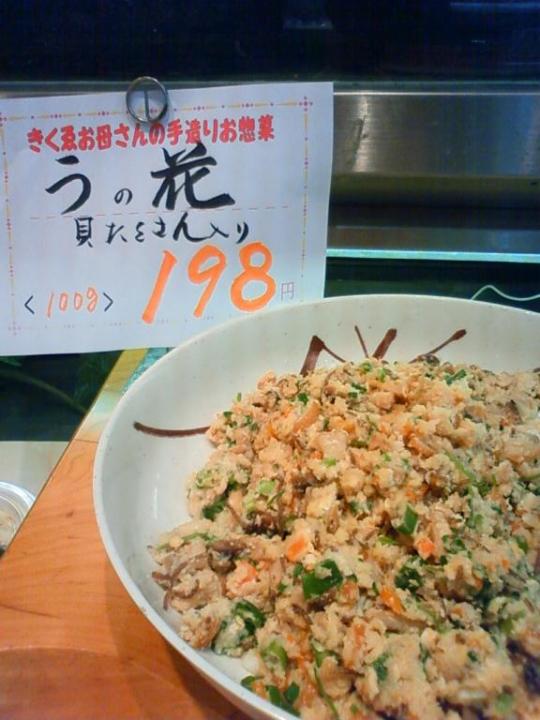 きくゑお母さんの手造りお惣菜
うの花
貝たくさん入り
<100g> 198円